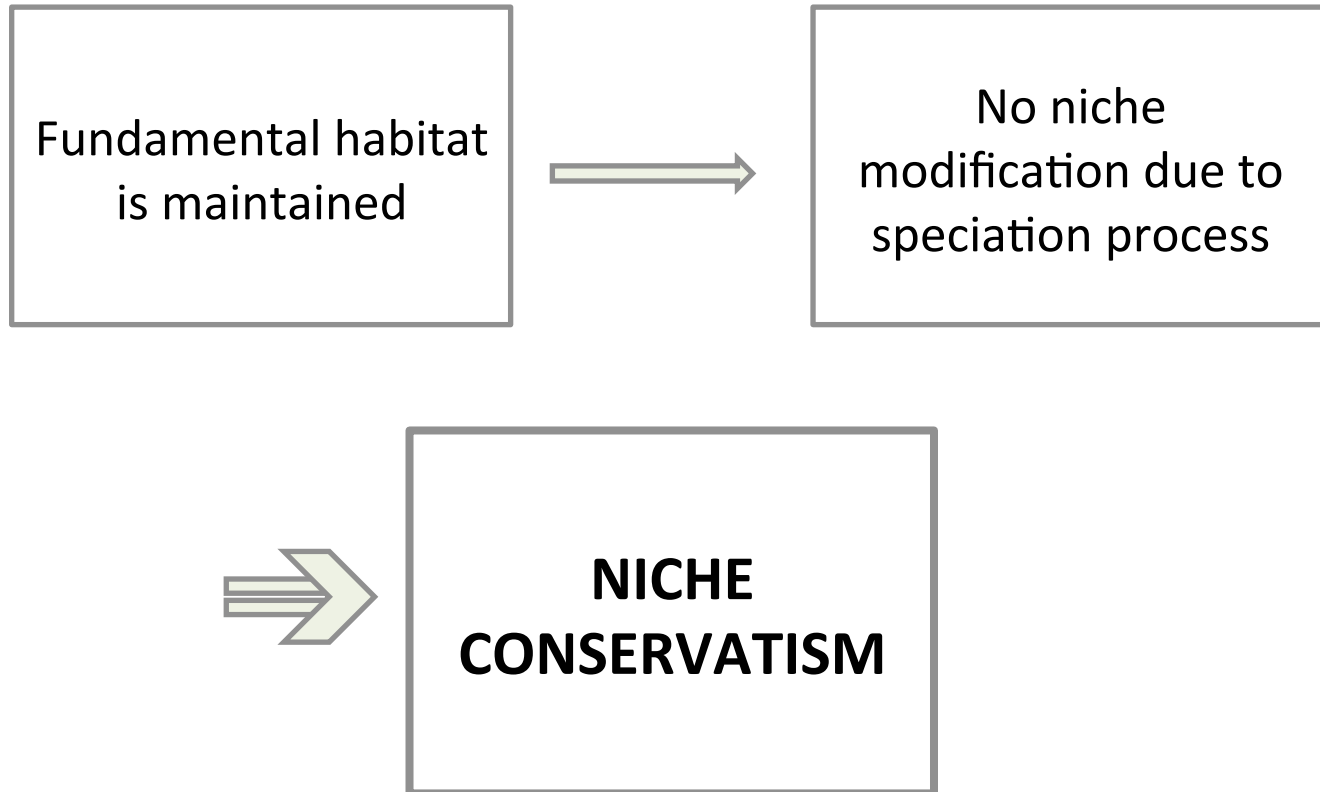 Fundamental habitat
is maintained
No niche
modification due to
speciation process
NICHE
CONSERVATISM